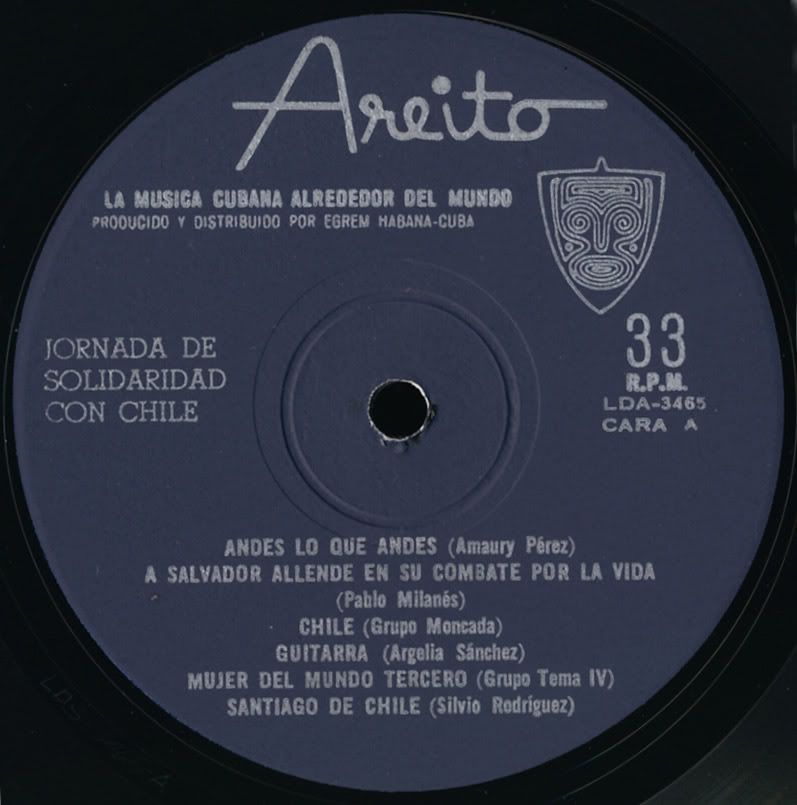 Areito
LA MUSICA CUBANA ALREDEDOR DEL MUNDO
PRODUCIDO Y DISTRIBUIDO POR EGREM HABANA-CUBA
JORNADA DE
SOLIDARIDAD
CON CHILE
33
R.P.M.
LDA-3465
CARA A
ANDES LO QUE ANDES (Amaury Pérez)
A SALVADOR ALLENDE EN SU COMBATE POR LA VIDA
(Pablo Milanés)
CHILE (Grupo Moncada)
GUITARRA (Argelia Sánchez)
MUJER DEL MUNDO TERCERO (Grupo Tema IV)
SANTIAGO DE CHILE (Silvio Rodríguez)